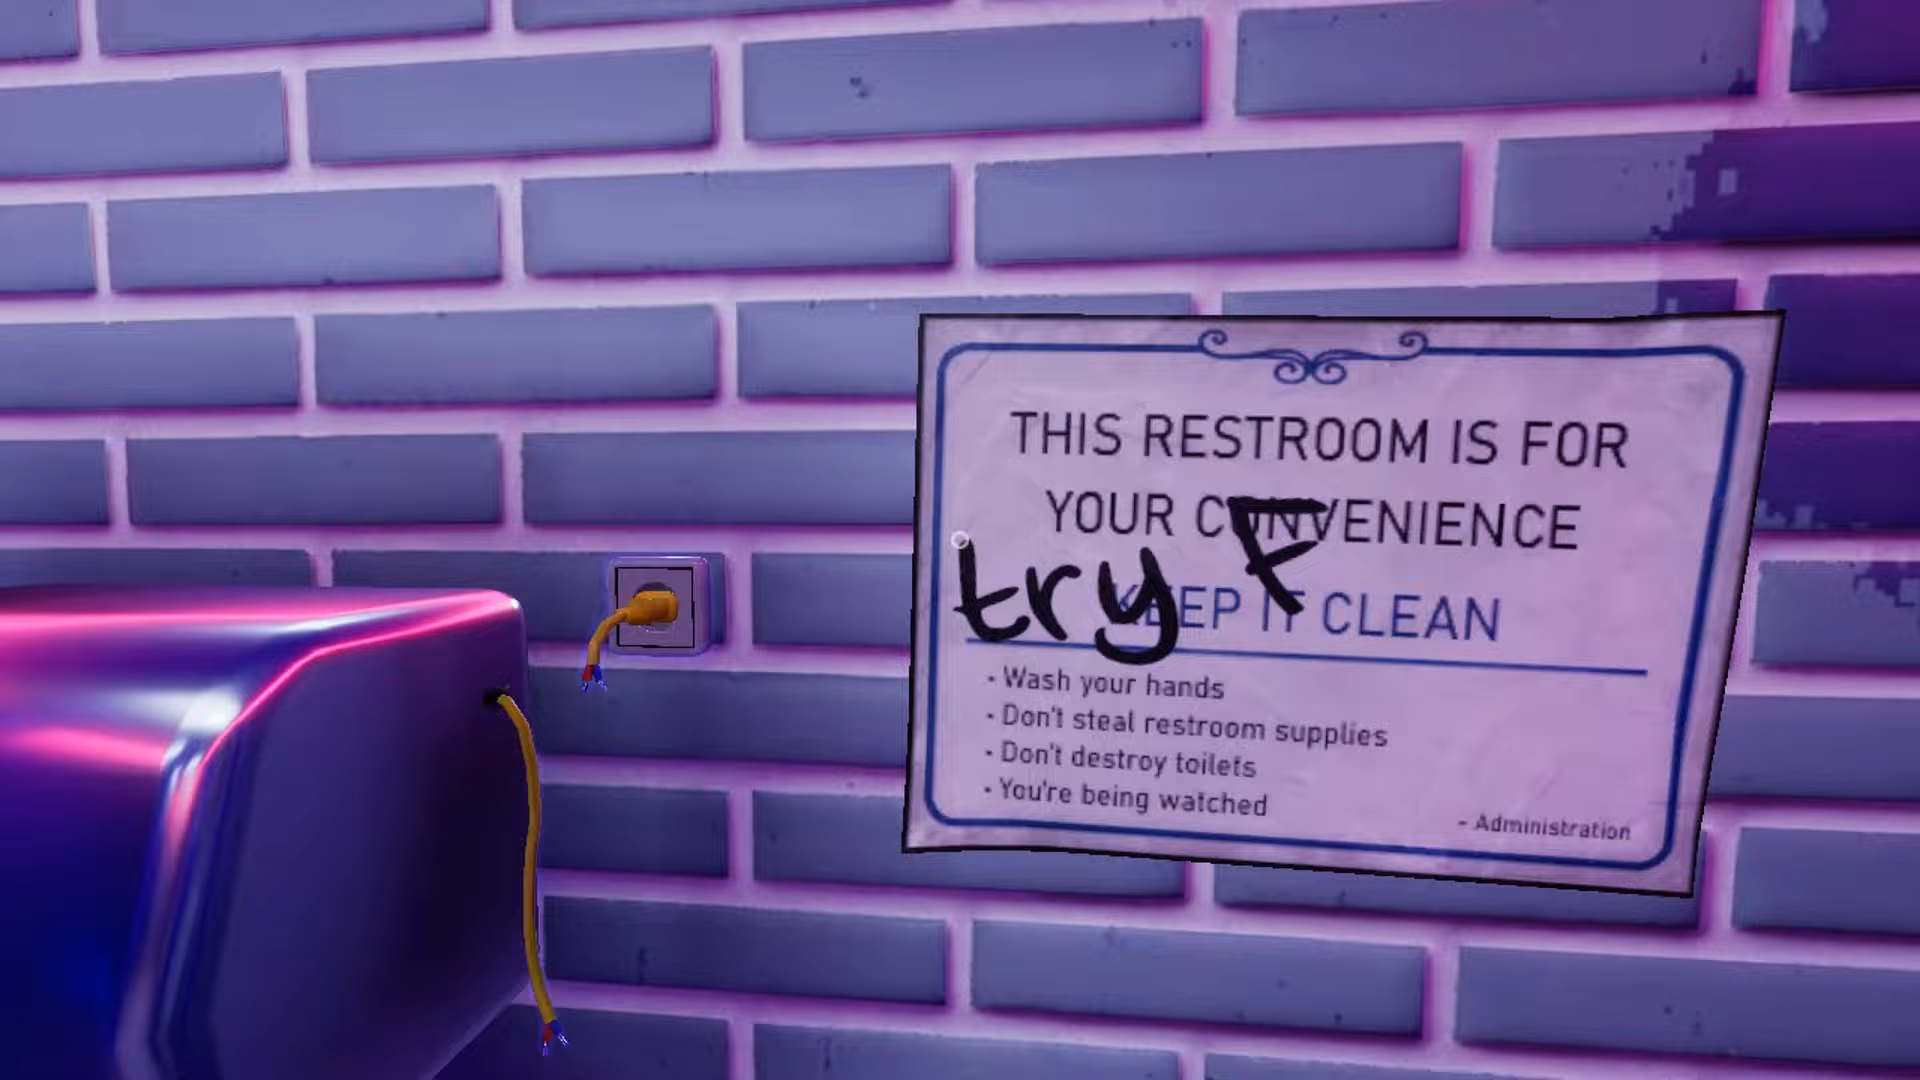 THIS RESTROOM IS FOR
YOUR CONVENIENCE
try F
KEEP IT CLEAN
- Wash your hands
- Don't steal restroom supplies
- Don't destroy toilets
- You're being watched
- Administration